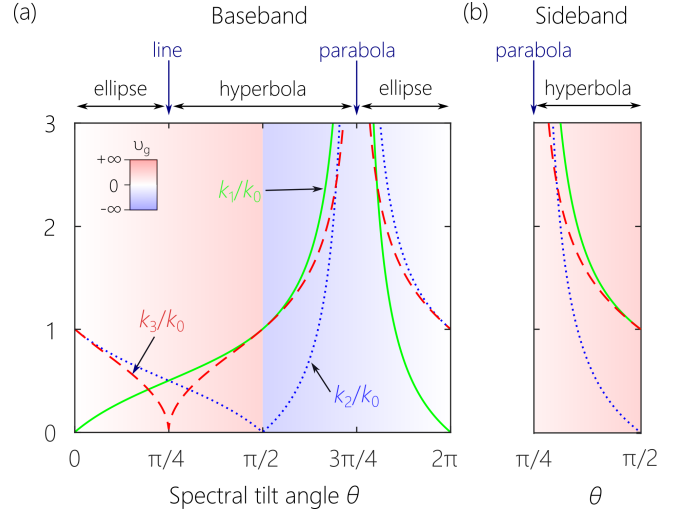 (a) Baseband
line parabola
ellipse hyperbola ellipse
3
2
1
0
υg
+∞
0
-∞
k1/k0
k3/k0
k2/k0
0 π/4 π/2 3π/4 2π
Spectral tilt angle θ
(b) Sideband
parabola
hyperbola
π/4 π/2
θ